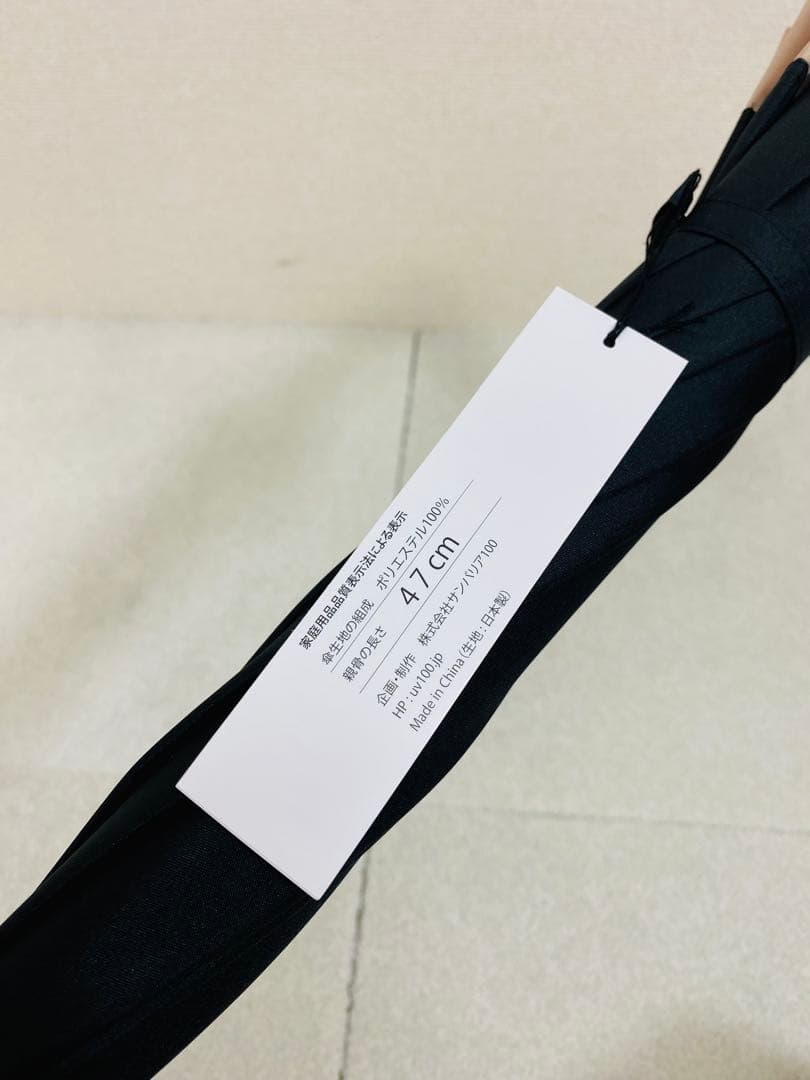 家庭用品品質表示法による表示
傘生地の組成 ポリエステル100%
親骨の長さ 47cm
企画・制作 株式会社サンバリア100
HP : uv100.jp
Made in China (生地 : 日本製)